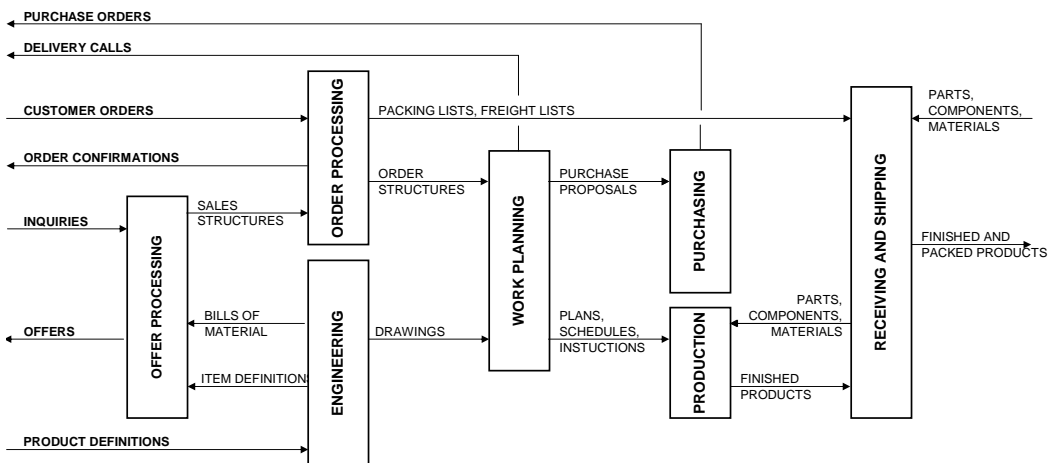 PURCHASE ORDERS
DELIVERY CALLS
CUSTOMER ORDERS
ORDER CONFIRMATIONS
INQUIRIES
OFFERS
PRODUCT DEFINITIONS
OFFER PROCESSING
SALES
STRUCTURES
BILLS OF
MATERIAL
ITEM DEFINITION
ORDER PROCESSING
ENGINEERING
PACKING LISTS, FREIGHT LISTS
ORDER
STRUCTURES
DRAWINGS
WORK PLANNING
PURCHASE
PROPOSALS
PLANS,
SCHEDULES,
INSTUCTIONS
PURCHASING
PRODUCTION
PARTS,
COMPONENTS,
MATERIALS
FINISHED
PRODUCTS
RECEIVING AND SHIPPING
PARTS,
COMPONENTS,
MATERIALS
FINISHED AND
PACKED PRODUCTS